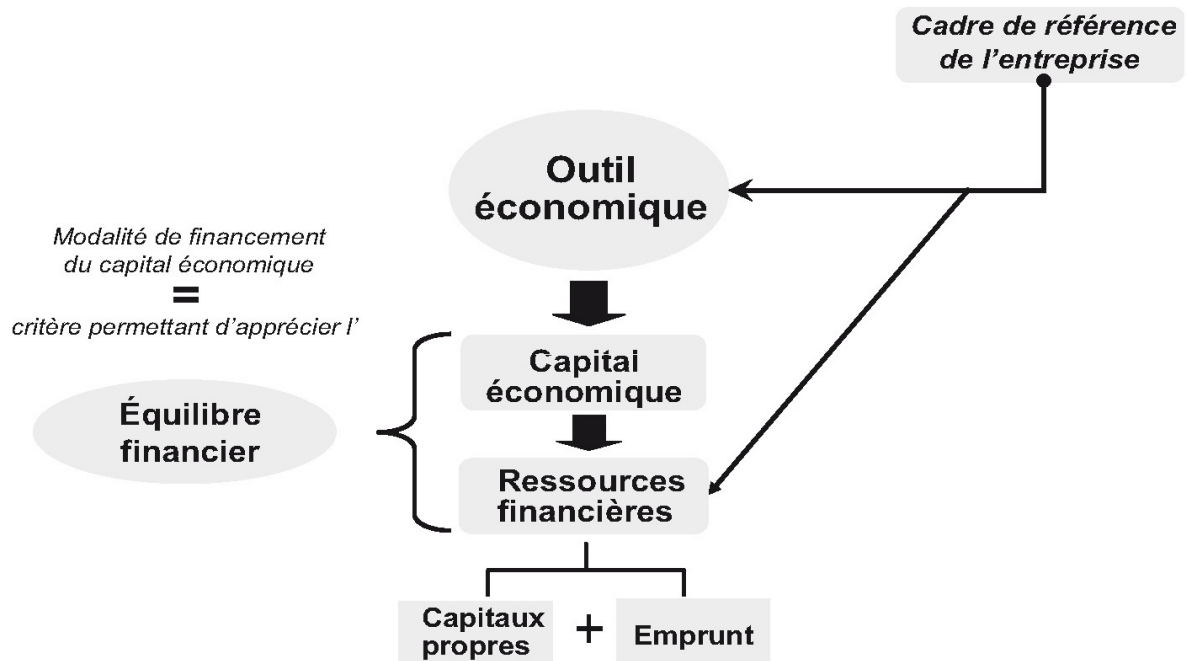 Cadre de référence
de l'entreprise
Outil
économique
Modalité de financement
du capital économique
=
critère permettant d'apprécier l'
Équilibre
financier
Capital
économique
Ressources
financières
Capitaux
propres
+
Emprunt